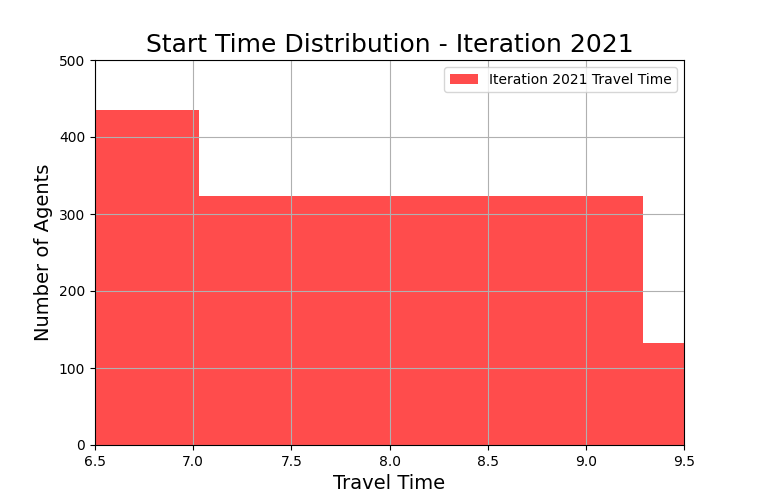 Start Time Distribution - Iteration 2021
Iteration 2021 Travel Time
Number of Agents
500
400
300
200
100
0
6.5 7.0 7.5 8.0 8.5 9.0 9.5
Travel Time